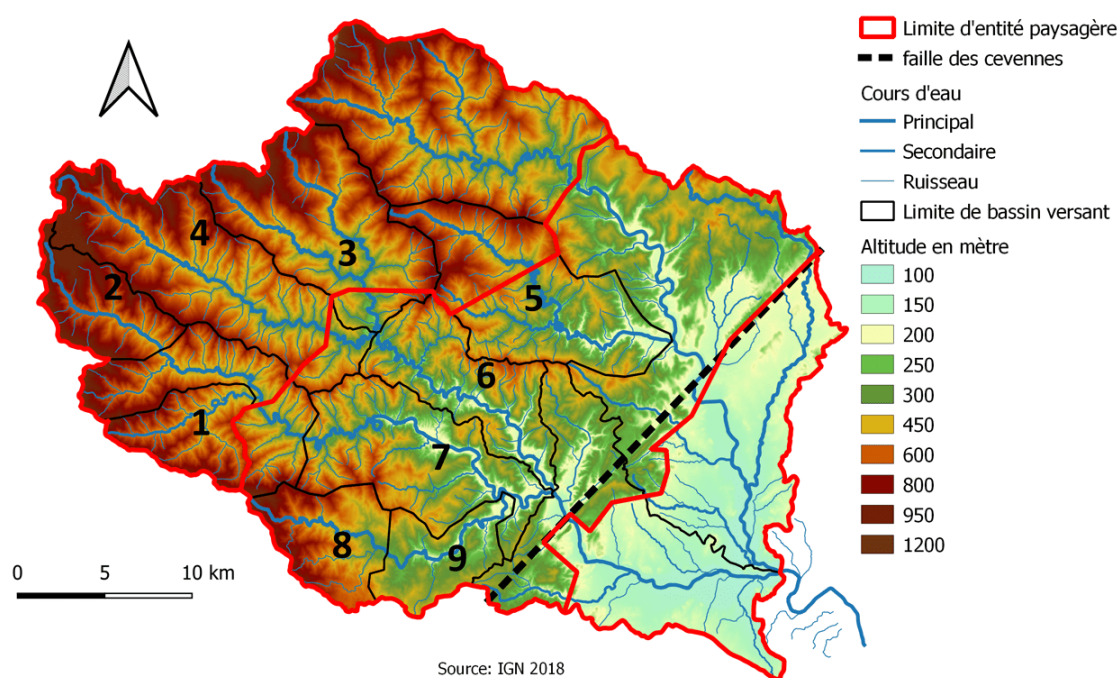 Limite d'entité paysagère
faille des cevennes
Cours d'eau
Principal
Secondaire
Ruisseau
Limite de bassin versant
Altitude en mètre
100
150
200
250
300
450
600
800
950
1200
4
3
2
5
6
1
7
8
9
0 5 10 km
Source: IGN 2018